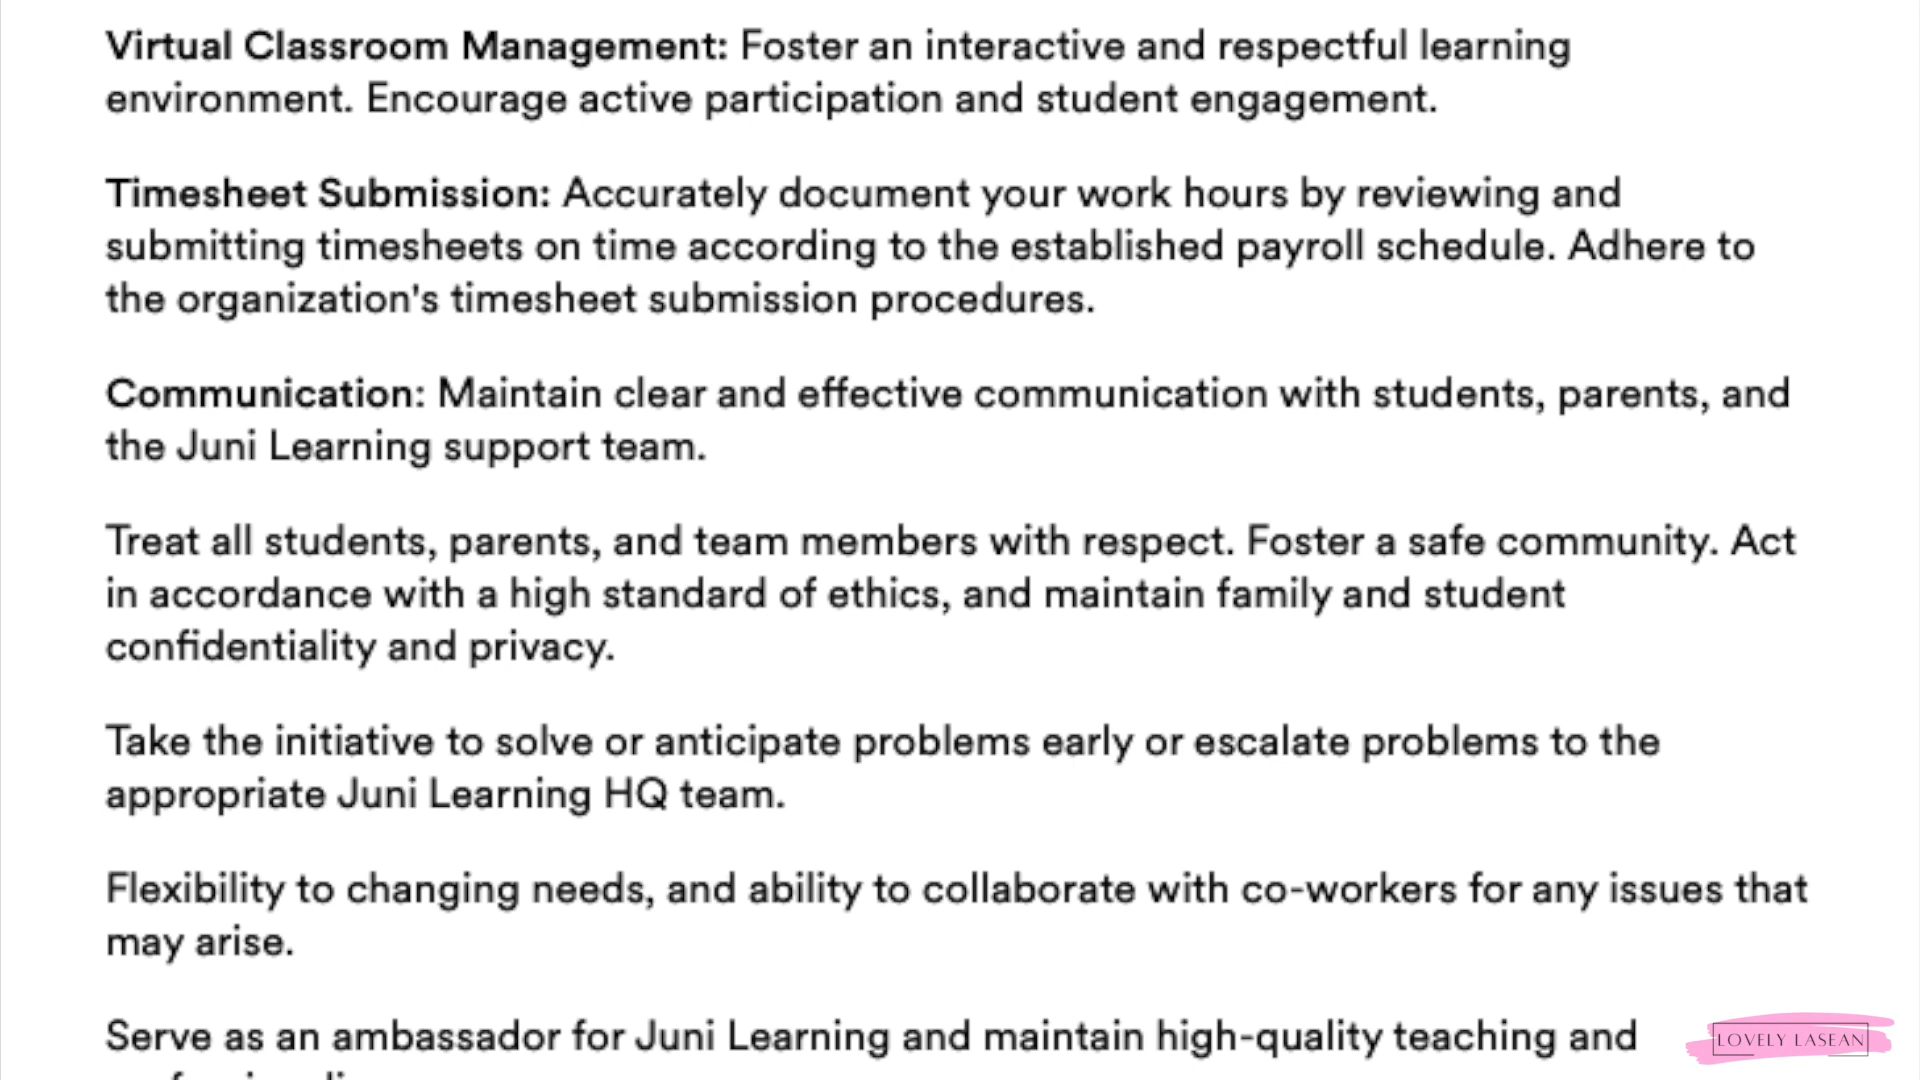 Virtual Classroom Management: Foster an interactive and respectful learning
environment. Encourage active participation and student engagement.
Timesheet Submission: Accurately document your work hours by reviewing and
submitting timesheets on time according to the established payroll schedule. Adhere to
the organization's timesheet submission procedures.
Communication: Maintain clear and effective communication with students, parents, and
the Juni Learning support team.
Treat all students, parents, and team members with respect. Foster a safe community. Act
in accordance with a high standard of ethics, and maintain family and student
confidentiality and privacy.
Take the initiative to solve or anticipate problems early or escalate problems to the
appropriate Juni Learning HQ team.
Flexibility to changing needs, and ability to collaborate with co-workers for any issues that
may arise.
Serve as an ambassador for Juni Learning and maintain high-quality teaching and
LOVELY LASEAN